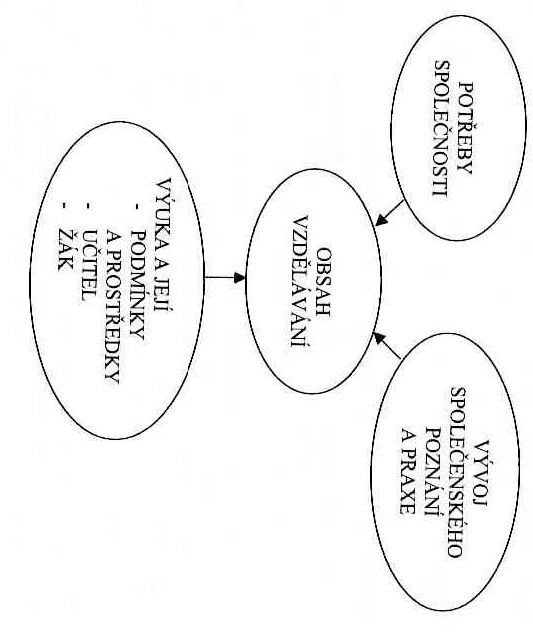 POTŘEBY
SPOLEČNOSTI
VÝVOJ
SPOLEČENSKÉHO
POZNÁNÍ
A PRAXE
OBSAH
VZDĚLÁVÁNÍ
VÝUKA A JEJÍ
- PODMÍNKY
A PROSTŘEDKY
- UČITEL
- ŽÁK